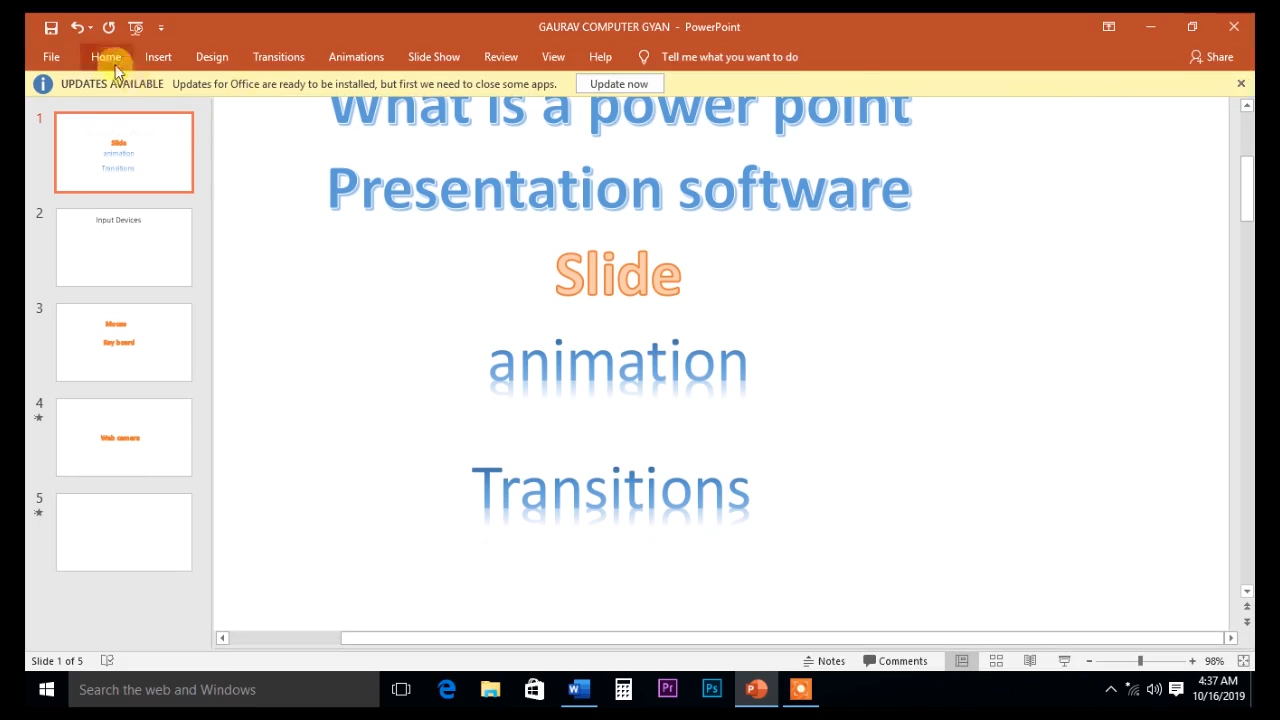 GAURAV COMPUTER GYAN - PowerPoint
File Home Insert Design Transitions Animations Slide Show Review View Help Tell me what you want to do Share
UPDATES AVAILABLE Updates for Office are ready to be installed, but first we need to close some apps. Update now
1
Slide
animation
Transitions
2
Input Devices
3
Mouse
Key board
4
Web camera
5
What is a power point
Presentation software
Slide
animation
Transitions
Slide 1 of 5 Notes Comments 98%
Search the web and Windows
4:37 AM
10/16/2019